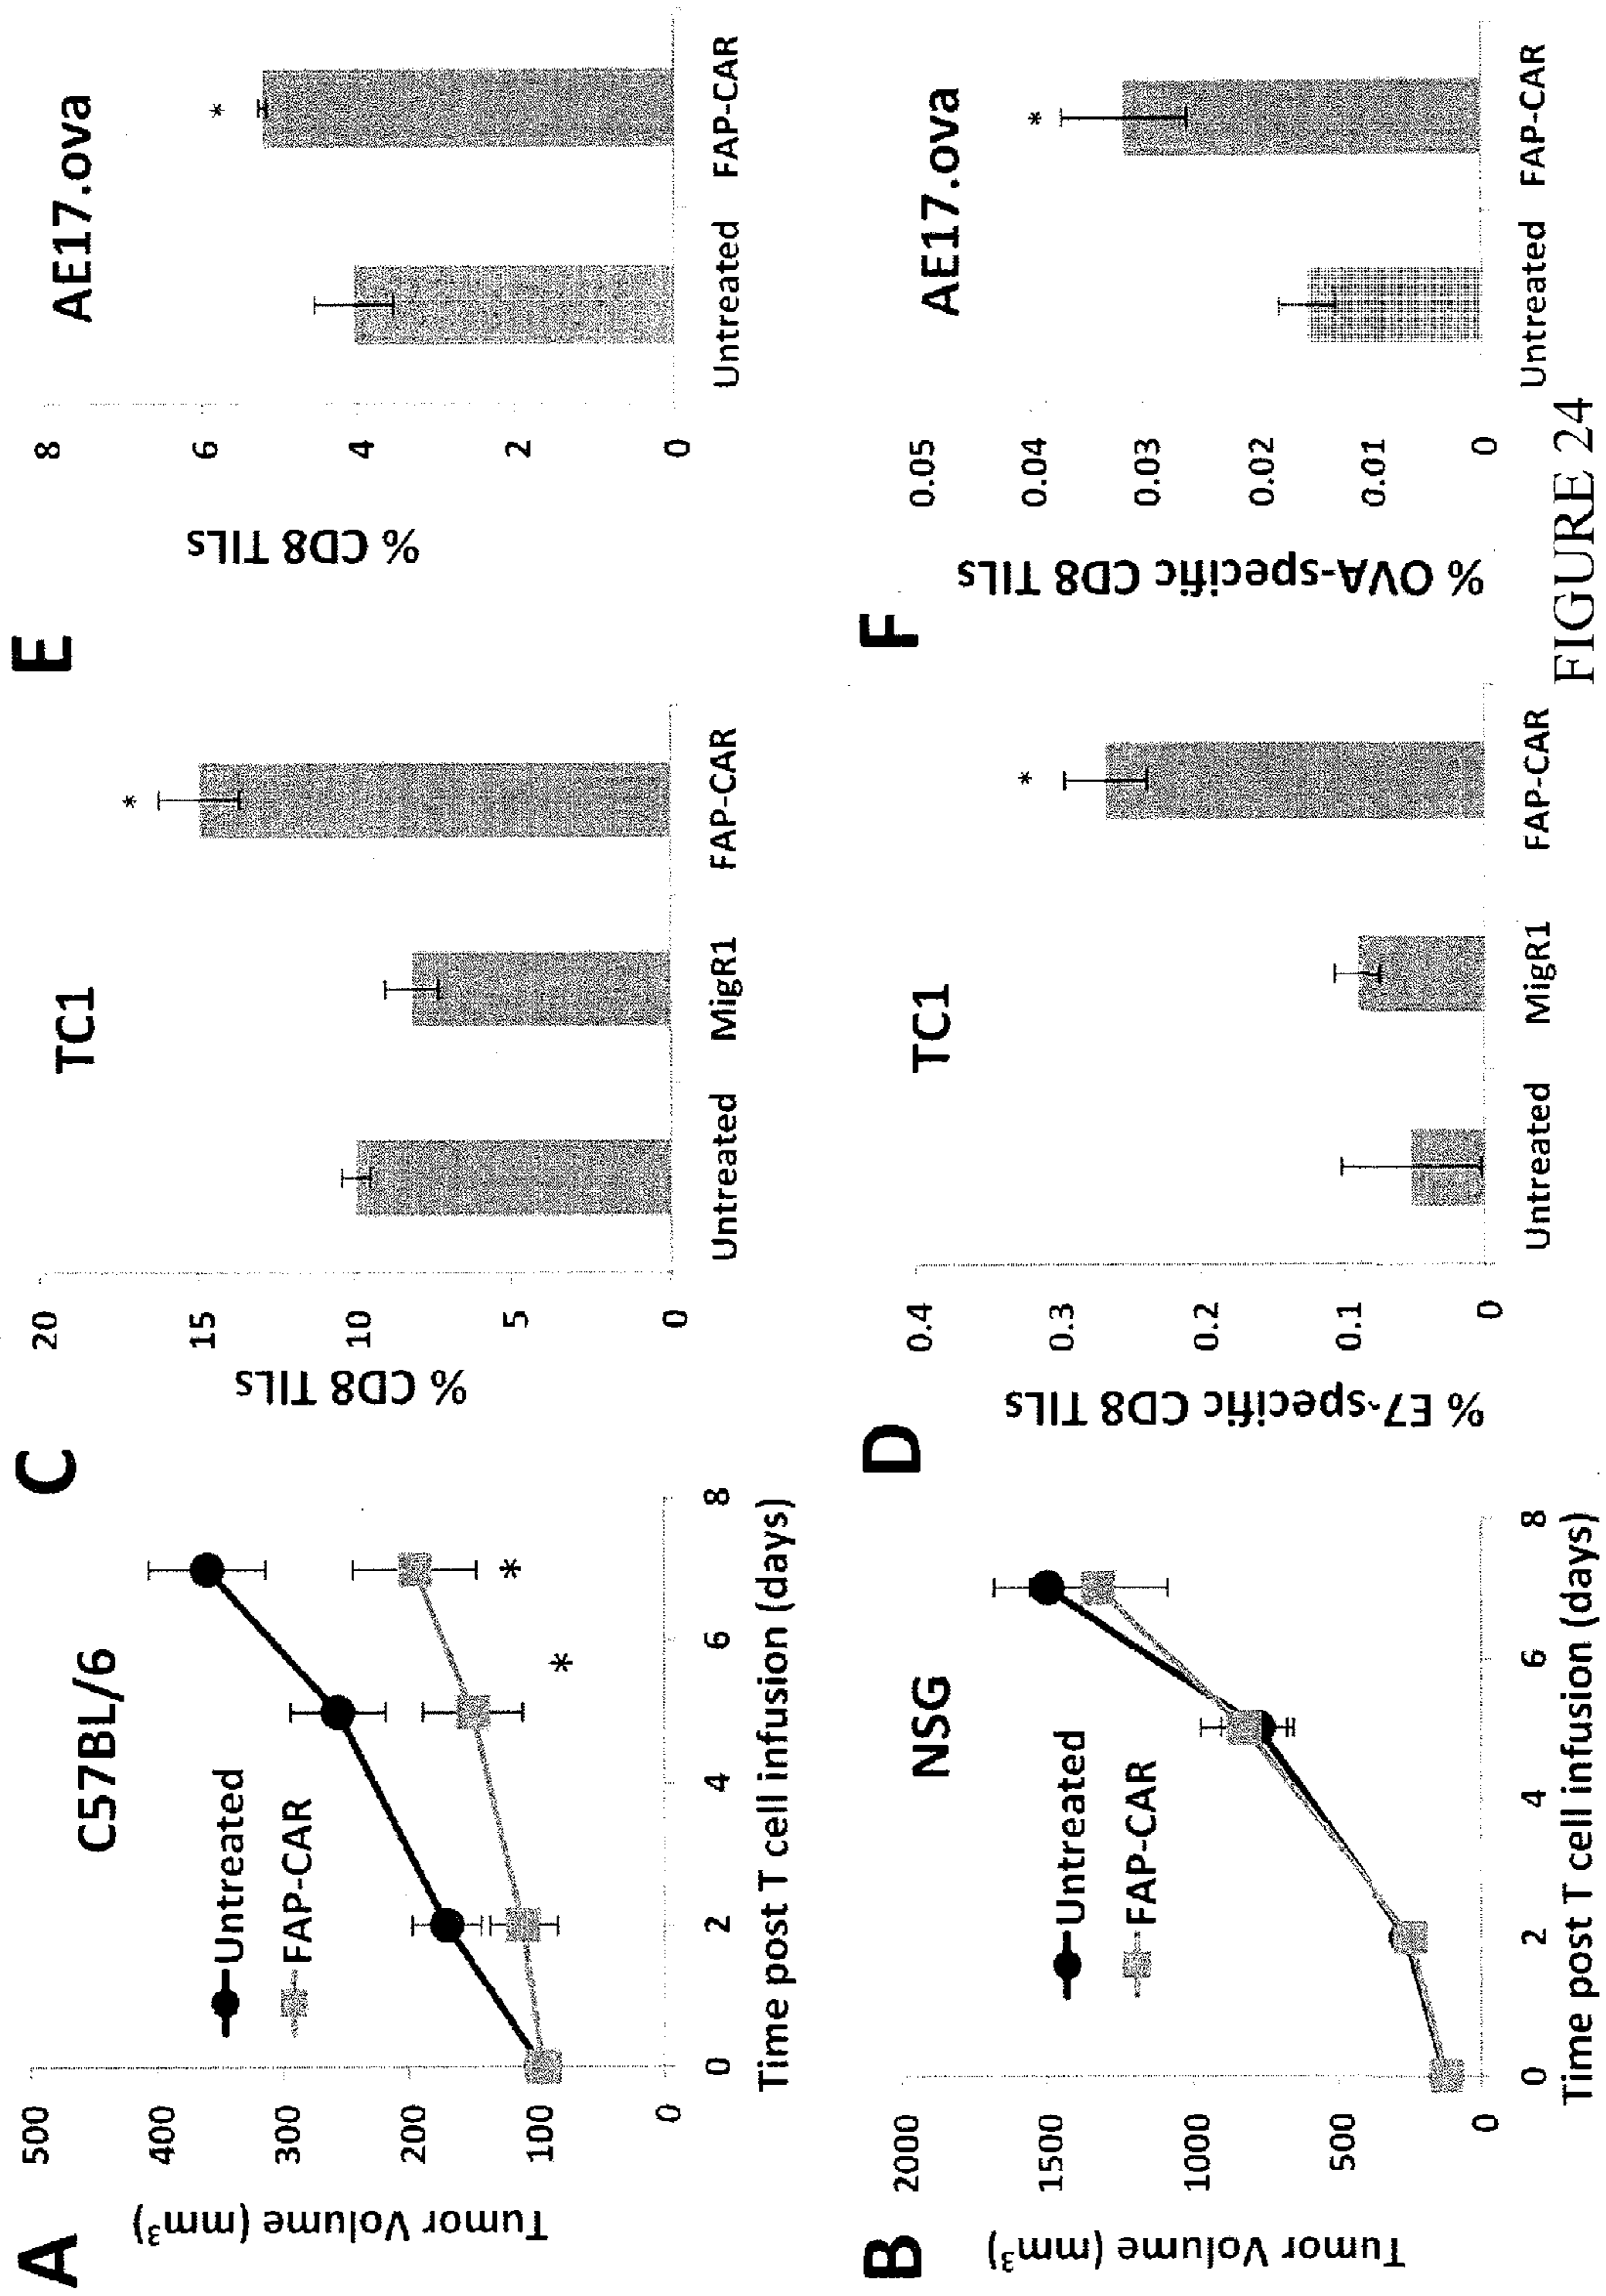 A
C57BL/6
Tumor Volume (mm³)
500
400
300
200
100
0
Untreated
FAP-CAR
*
*
0 2 4 6 8
Time post T cell infusion (days)
B
NSG
Tumor Volume (mm³)
2000
1500
1000
500
0
Untreated
FAP-CAR
0 2 4 6 8
Time post T cell infusion (days)
C
TC1
% CD8 TILs
20
15
10
5
0
*
Untreated MigR1 FAP-CAR
D
TC1
% E7-specific CD8 TILs
0.4
0.3
0.2
0.1
0
*
Untreated MigR1 FAP-CAR
E
AE17.ova
% CD8 TILs
8
6
4
2
0
*
Untreated FAP-CAR
F
AE17.ova
% OVA-specific CD8 TILs
0.05
0.04
0.03
0.02
0.01
0
*
Untreated FAP-CAR
FIGURE 24